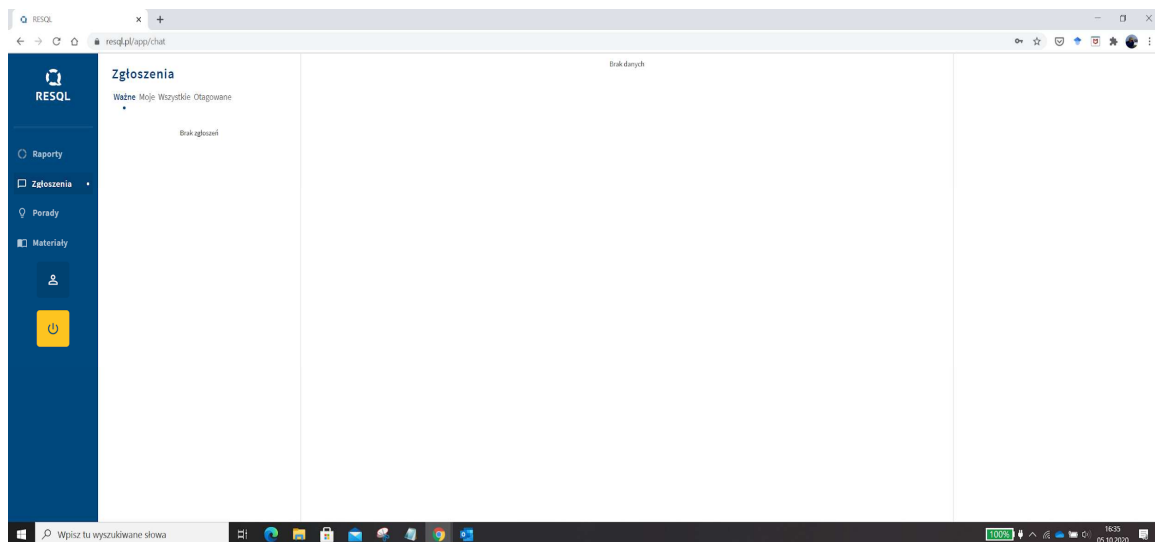 RESQL
resql.pl/app/chat
RESQL
Raporty
Zgłoszenia
Porady
Materiały
Zgłoszenia
Ważne Moje Wszystkie Otagowane
Brak zgłoszeń
Brak danych
Wpisz tu wyszukiwane słowa
100%
16:35
05.10.2020